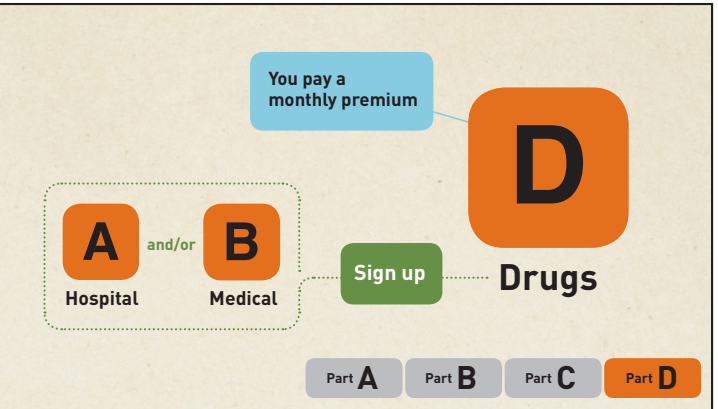 You pay a
monthly premium
D
Drugs
A and/or B
Hospital Medical
Sign up
Part A Part B Part C Part D